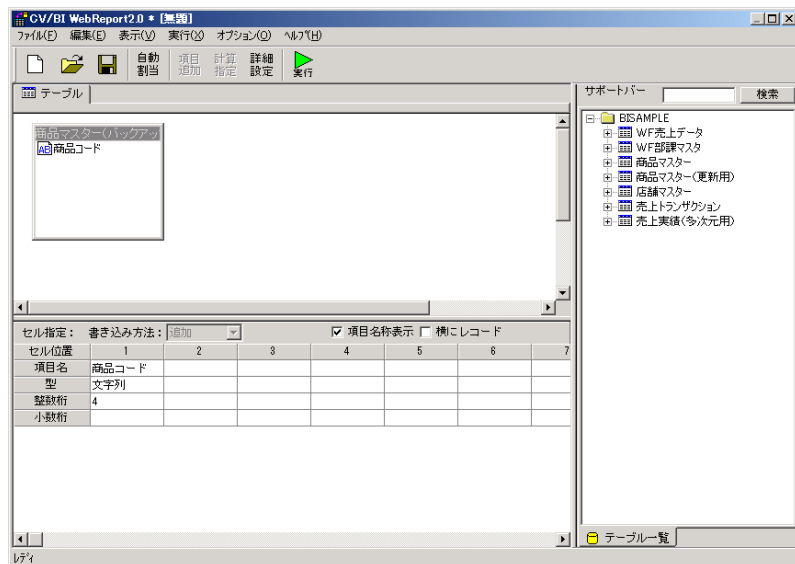 CV/BI WebReport2.0 * [無題]
ファイル(F) 編集(E) 表示(V) 実行(X) オプション(O) ヘルプ(H)
自動割当 項目追加 計算指定 詳細設定 実行
テーブル
サポートバー 検索
商品マスター(バックアッ
AB 商品コード
BISAMPLE
WF売上データ
WF部課マスタ
商品マスター
商品マスター(更新用)
店舗マスター
売上トランザクション
売上実績(多次元用)
セル指定: 書き込み方法: 追加 項目名称表示 横にレコード
セル位置 1 2 3 4 5 6 7
項目名 商品コード
型 文字列
整数桁 4
小数桁
テーブル一覧
レディ